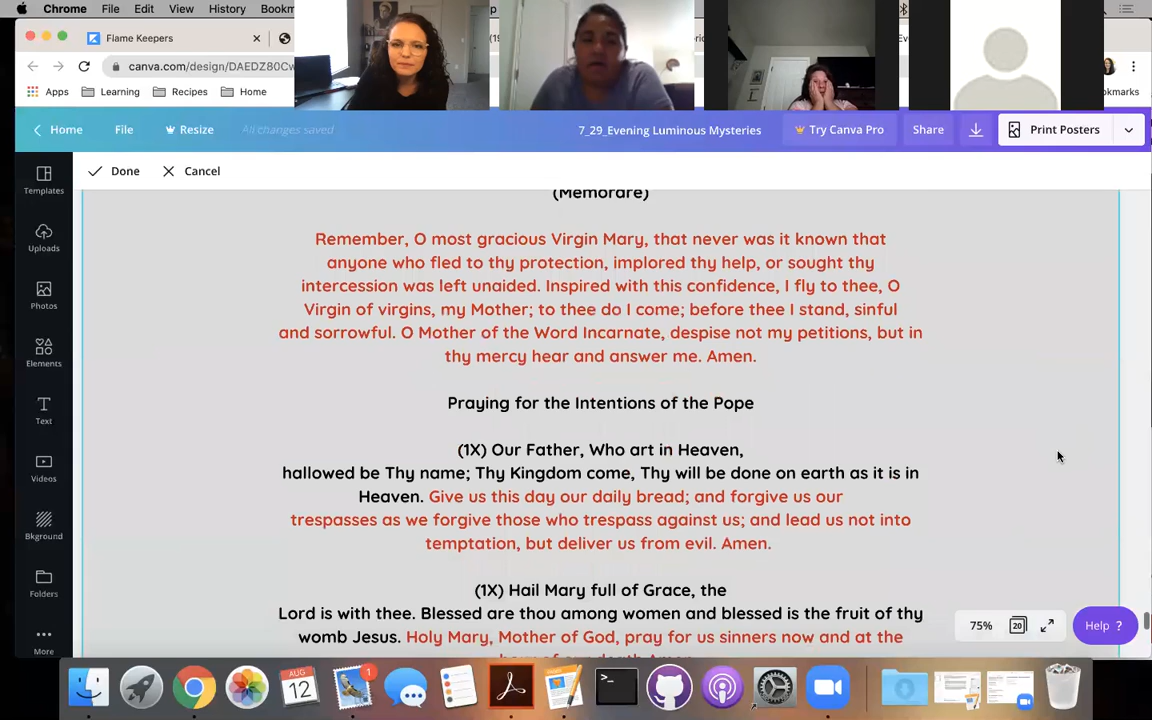 Chrome File Edit View History Bookm
Flame Keepers
canva.com/design/DAEDZ80Cw
Apps Learning Recipes Home
Home File Resize All changes saved 7_29_Evening Luminous Mysteries Try Canva Pro Share Print Posters
Done Cancel
Templates
Uploads
Photos
Elements
Text
Videos
Bkground
Folders
More
(Memorare)
Remember, O most gracious Virgin Mary, that never was it known that
anyone who fled to thy protection, implored thy help, or sought thy
intercession was left unaided. Inspired with this confidence, I fly to thee, O
Virgin of virgins, my Mother; to thee do I come; before thee I stand, sinful
and sorrowful. O Mother of the Word Incarnate, despise not my petitions, but in
thy mercy hear and answer me. Amen.
Praying for the Intentions of the Pope
(1X) Our Father, Who art in Heaven,
hallowed be Thy name; Thy Kingdom come, Thy will be done on earth as it is in
Heaven. Give us this day our daily bread; and forgive us our
trespasses as we forgive those who trespass against us; and lead us not into
temptation, but deliver us from evil. Amen.
(1X) Hail Mary full of Grace, the
Lord is with thee. Blessed are thou among women and blessed is the fruit of thy
womb Jesus. Holy Mary, Mother of God, pray for us sinners now and at the
75% 20 Help ?
AUG
12
1